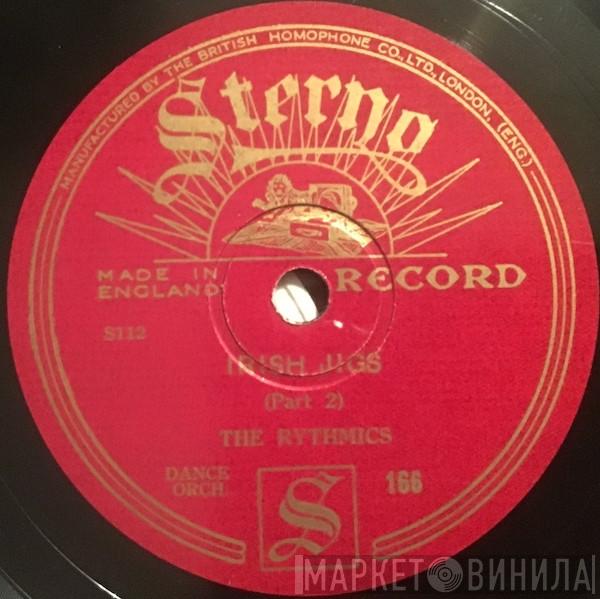 MANUFACTURED BY THE BRITISH HOMOPHONE CO., LTD., LONDON, (ENG.)
Sterno
MADE IN
ENGLAND
RECORD
S112
IRISH JIGS
(Part 2)
THE RYTHMICS
DANCE
ORCH.
S
166
МАРКЕТ ВИНИЛА